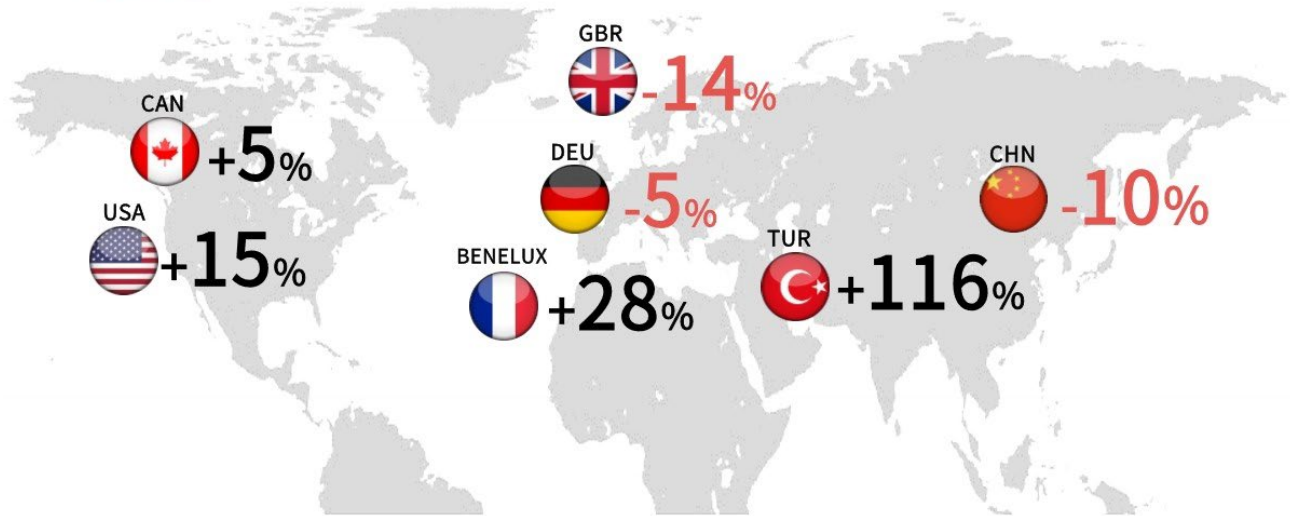 GBR
-14%
CAN
+5%
DEU
-5%
CHN
-10%
USA
+15%
TUR
+116%
BENELUX
+28%